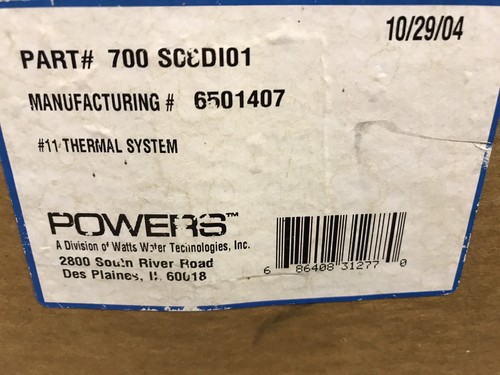 10/29/04
PART# 700
MANUFACTURING # 6501407
#11 THERMAL SYSTEM
POWERS™
A Division of Watts Water Technologies, Inc.
2800 South River Road
Des Plaines, IL 60018
6 86408 31277 0